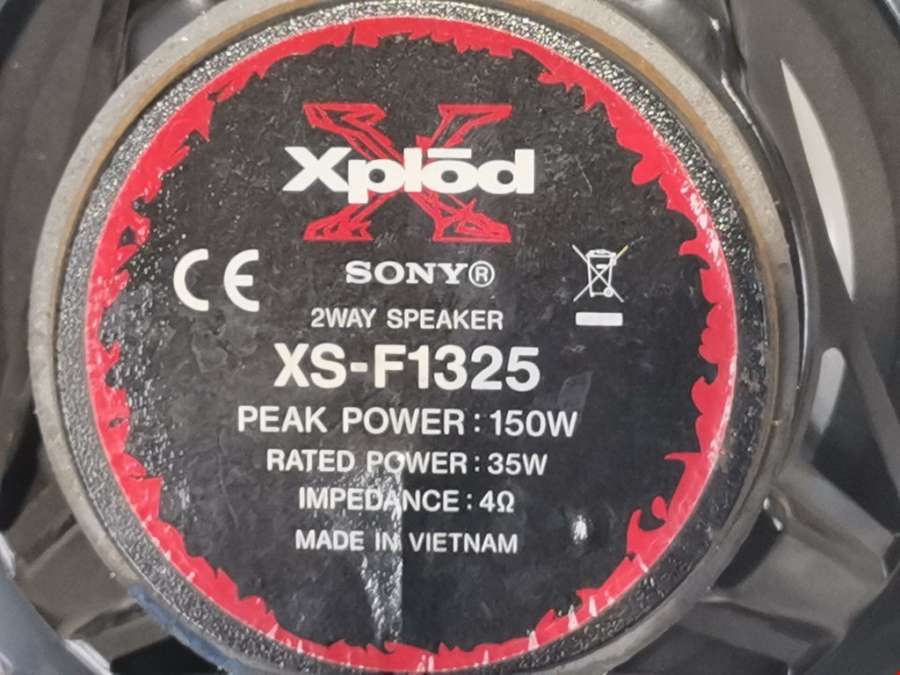 Xplōd
CE
SONY®
2WAY SPEAKER
XS-F1325
PEAK POWER : 150W
RATED POWER : 35W
IMPEDANCE : 4Ω
MADE IN VIETNAM